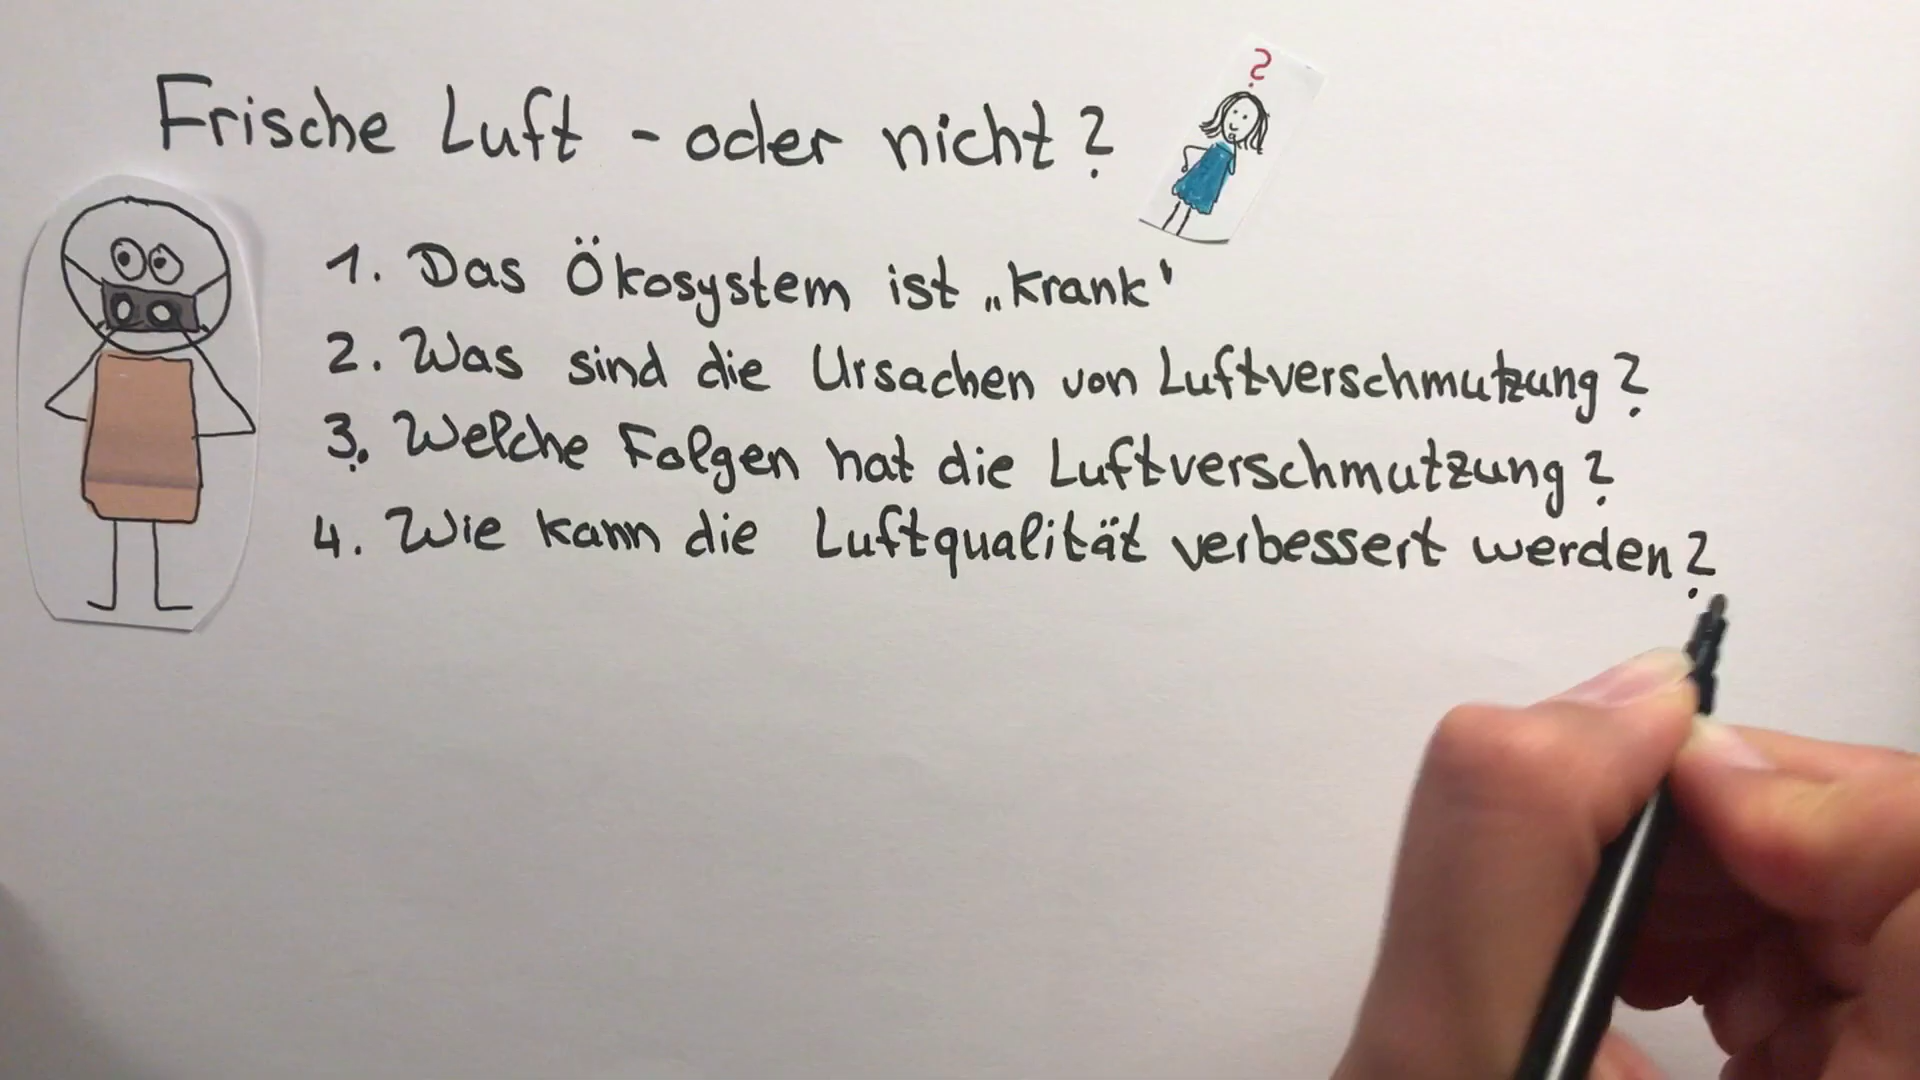 ?
Frische Luft - oder nicht?
1. Das Ökosystem ist „krank'
2. Was sind die Ursachen von Luftverschmutzung?
3. Welche Folgen hat die Luftverschmutzung?
4. Wie kann die Luftqualität verbessert werden?